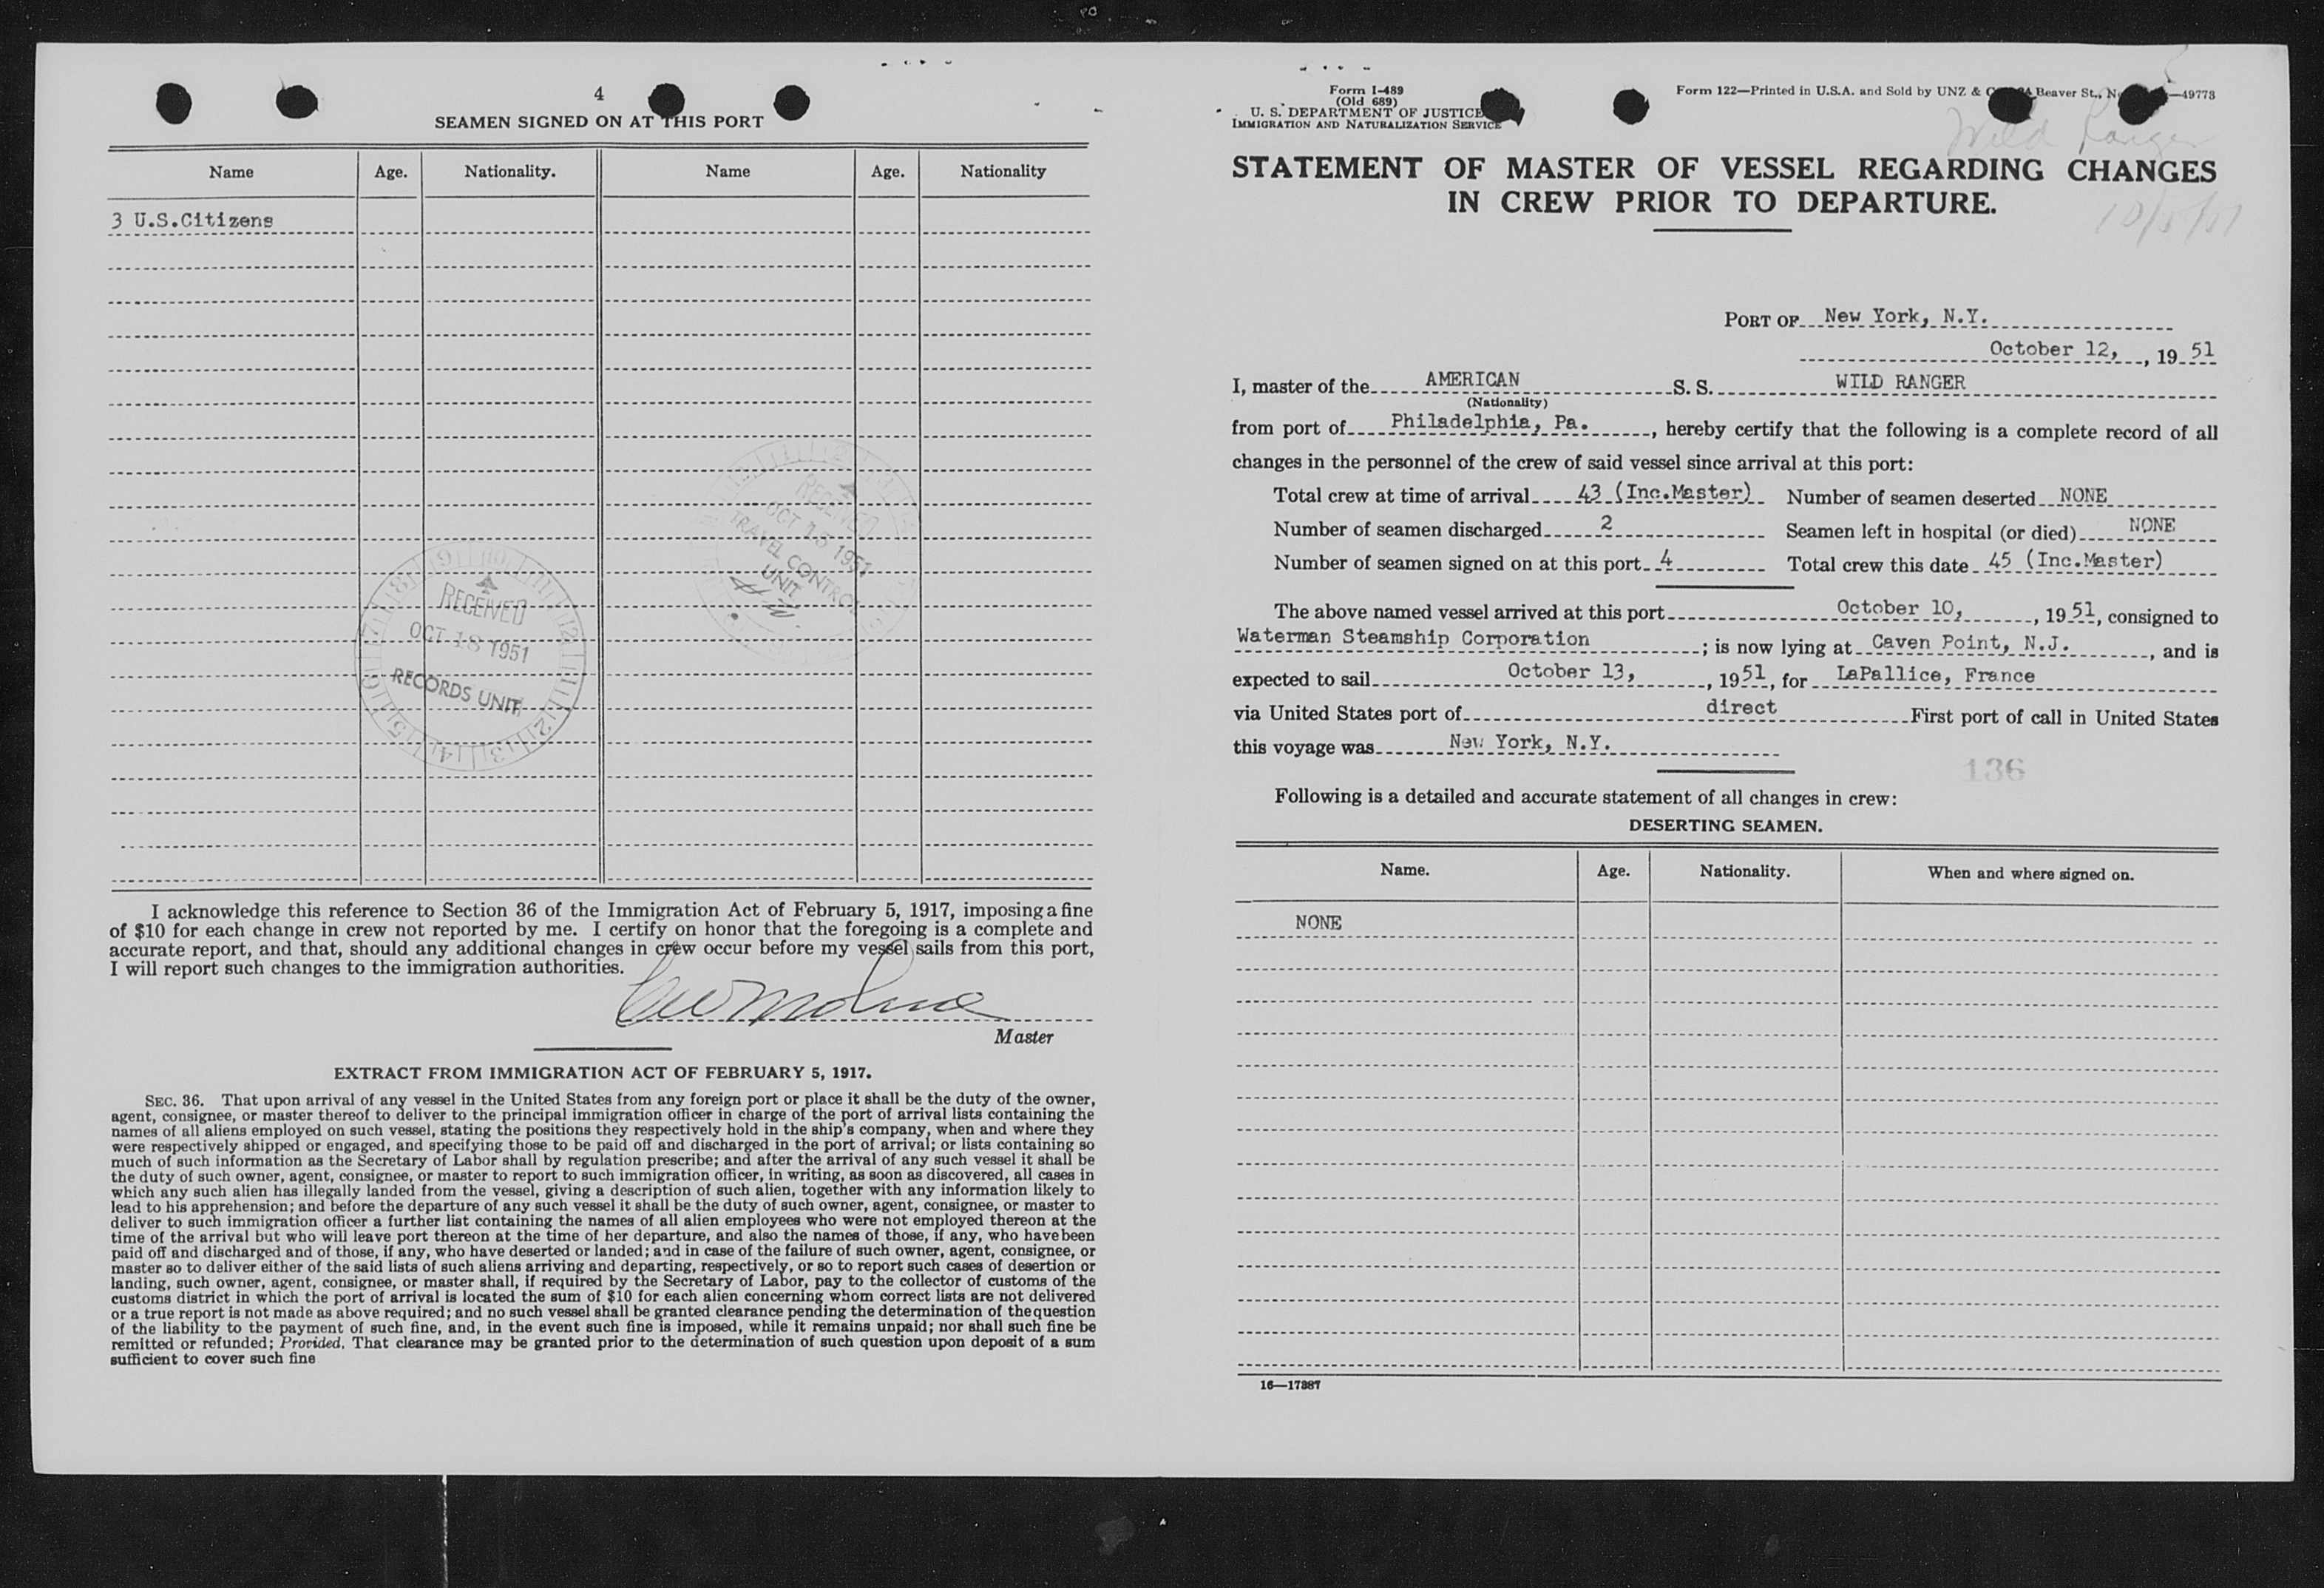 4
SEAMEN SIGNED ON AT THIS PORT
Name Age. Nationality. Name Age. Nationality
3 U.S.Citizens
RECEIVED
OCT 15 1951
TRAVEL CONTROL
UNIT
RECEIVED
OCT 18 1951
RECORDS UNIT
I acknowledge this reference to Section 36 of the Immigration Act of February 5, 1917, imposing a fine
of $10 for each change in crew not reported by me. I certify on honor that the foregoing is a complete and
accurate report, and that, should any additional changes in crew occur before my vessel sails from this port,
I will report such changes to the immigration authorities.
Master
EXTRACT FROM IMMIGRATION ACT OF FEBRUARY 5, 1917.
SEC. 36. That upon arrival of any vessel in the United States from any foreign port or place it shall be the duty of the owner,
agent, consignee, or master thereof to deliver to the principal immigration officer in charge of the port of arrival lists containing the
names of all aliens employed on such vessel, stating the positions they respectively hold in the ship's company, when and where they
were respectively shipped or engaged, and specifying those to be paid off and discharged in the port of arrival; or lists containing so
much of such information as the Secretary of Labor shall by regulation prescribe; and after the arrival of any such vessel it shall be
the duty of such owner, agent, consignee, or master to report to such immigration officer, in writing, as soon as discovered, all cases in
which any such alien has illegally landed from the vessel, giving a description of such alien, together with any information likely to
lead to his apprehension; and before the departure of any such vessel it shall be the duty of such owner, agent, consignee, or master to
deliver to such immigration officer a further list containing the names of all alien employees who were not employed thereon at the
time of the arrival but who will leave port thereon at the time of her departure, and also the names of those, if any, who have been
paid off and discharged and of those, if any, who have deserted or landed; and in case of the failure of such owner, agent, consignee, or
master so to deliver either of the said lists of such aliens arriving and departing, respectively, or so to report such cases of desertion or
landing, such owner, agent, consignee, or master shall, if required by the Secretary of Labor, pay to the collector of customs of the
customs district in which the port of arrival is located the sum of $10 for each alien concerning whom correct lists are not delivered
or a true report is not made as above required; and no such vessel shall be granted clearance pending the determination of the question
of the liability to the payment of such fine, and, in the event such fine is imposed, while it remains unpaid; nor shall such fine be
remitted or refunded; Provided, That clearance may be granted prior to the determination of such question upon deposit of a sum
sufficient to cover such fine
Form I-489
(Old 689)
U. S. DEPARTMENT OF JUSTICE
IMMIGRATION AND NATURALIZATION SERVICE
Form 122—Printed in U.S.A. and Sold by UNZ & Beaver St., —49773
Wild Ranger
STATEMENT OF MASTER OF VESSEL REGARDING CHANGES
IN CREW PRIOR TO DEPARTURE.
PORT OF New York, N.Y.
October 12, , 19 51
I, master of the AMERICAN S. S. WILD RANGER
(Nationality)
from port of Philadelphia, Pa. , hereby certify that the following is a complete record of all
changes in the personnel of the crew of said vessel since arrival at this port:
Total crew at time of arrival 43 (Inc.Master) Number of seamen deserted NONE
Number of seamen discharged 2 Seamen left in hospital (or died) NONE
Number of seamen signed on at this port 4 Total crew this date 45 (Inc.Master)
The above named vessel arrived at this port October 10, , 19 51, consigned to
Waterman Steamship Corporation ; is now lying at Caven Point, N.J. , and is
expected to sail October 13, , 19 51, for LaPallice, France
via United States port of direct First port of call in United States
this voyage was New York, N.Y.
136
Following is a detailed and accurate statement of all changes in crew:
DESERTING SEAMEN.
Name. Age. Nationality. When and where signed on.
NONE
16—17387